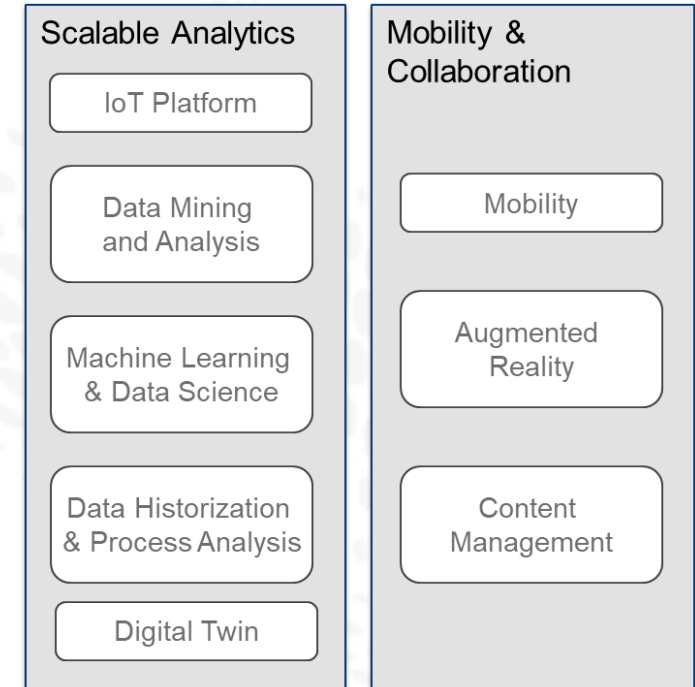 Scalable Analytics
IoT Platform
Data Mining
and Analysis
Machine Learning
& Data Science
Data Historization
& Process Analysis
Digital Twin
Mobility &
Collaboration
Mobility
Augmented
Reality
Content
Management